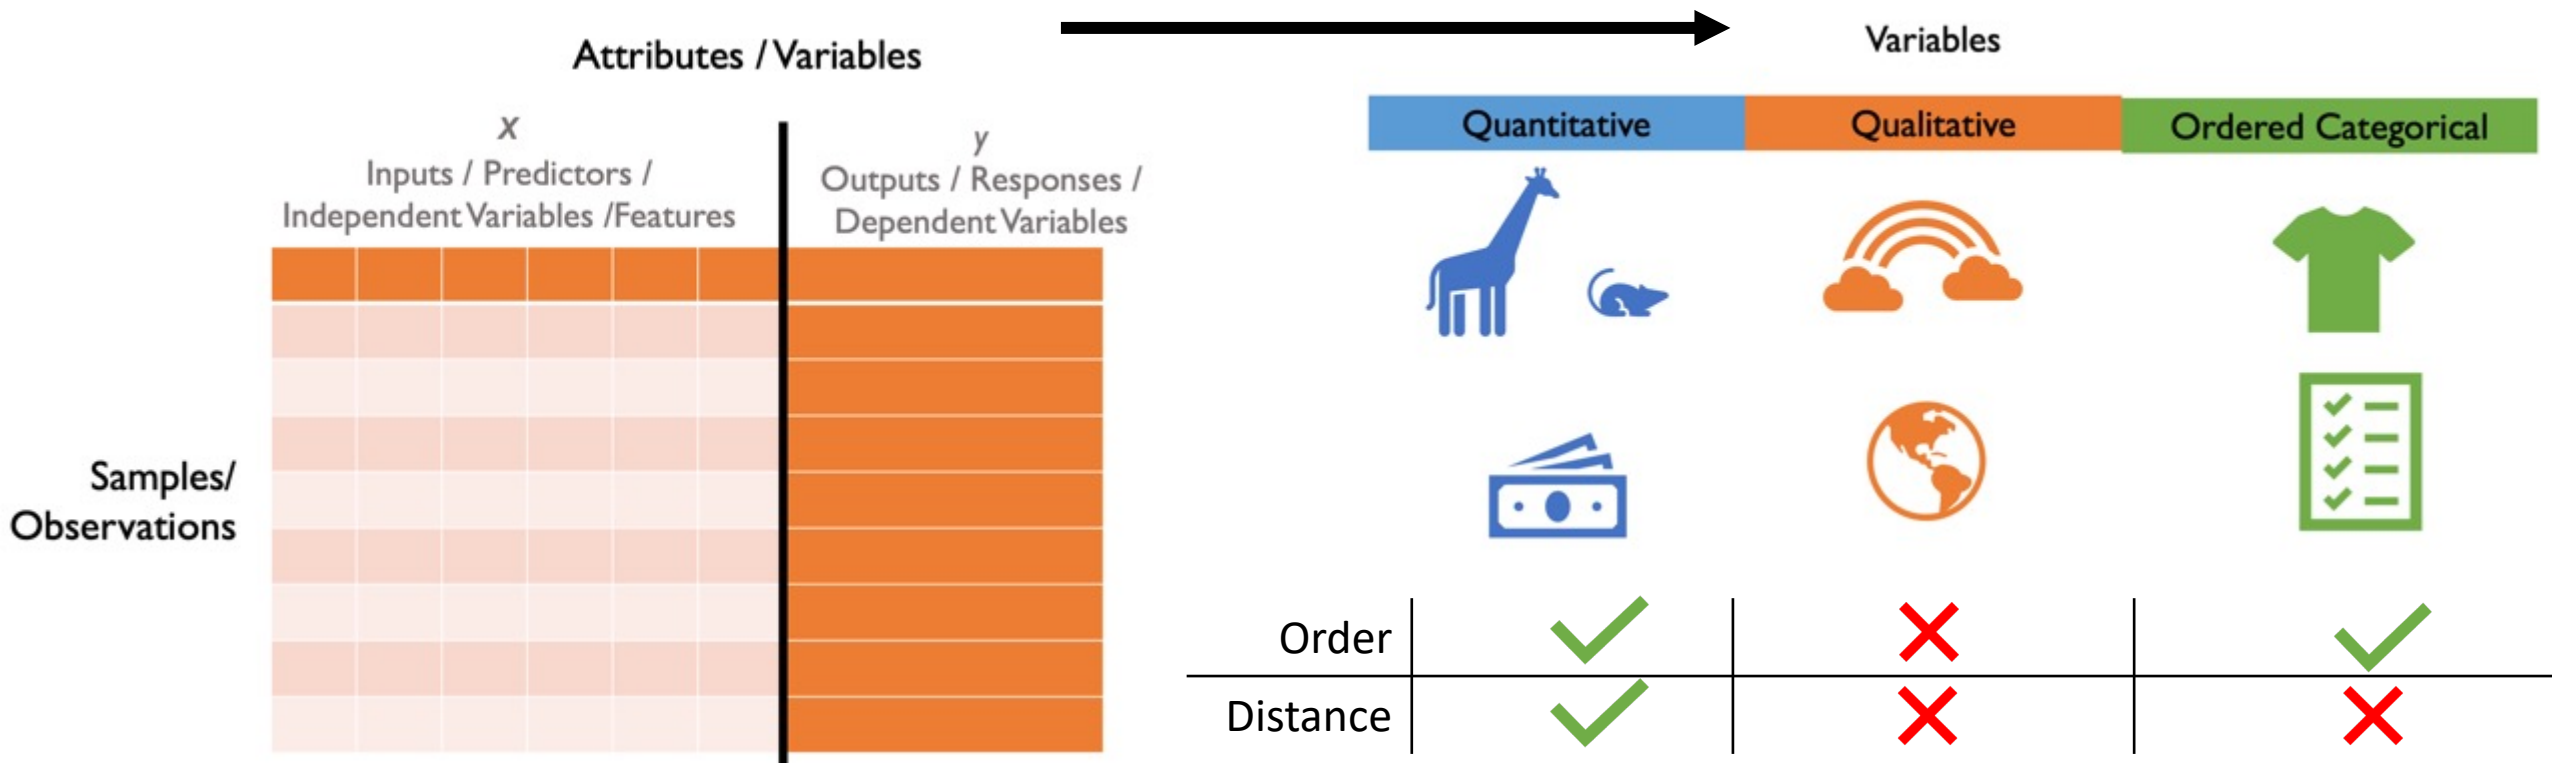 Attributes / Variables
x
Inputs / Predictors /
Independent Variables /Features
y
Outputs / Responses /
Dependent Variables
Samples/
Observations
Variables
Quantitative
Qualitative
Ordered Categorical
Order
Distance